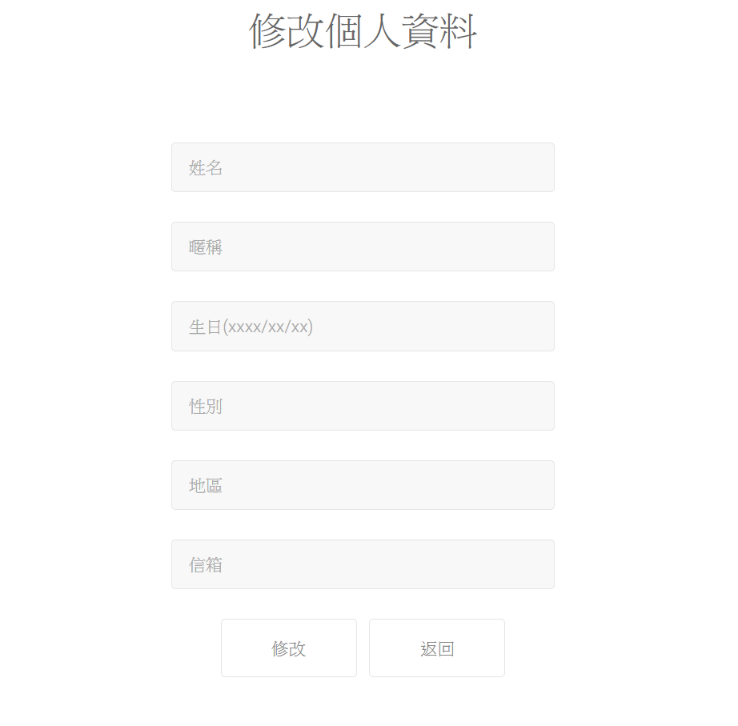 修改個人資料
姓名
暱稱
生日(xxxx/xx/xx)
性別
地區
信箱
修改
返回